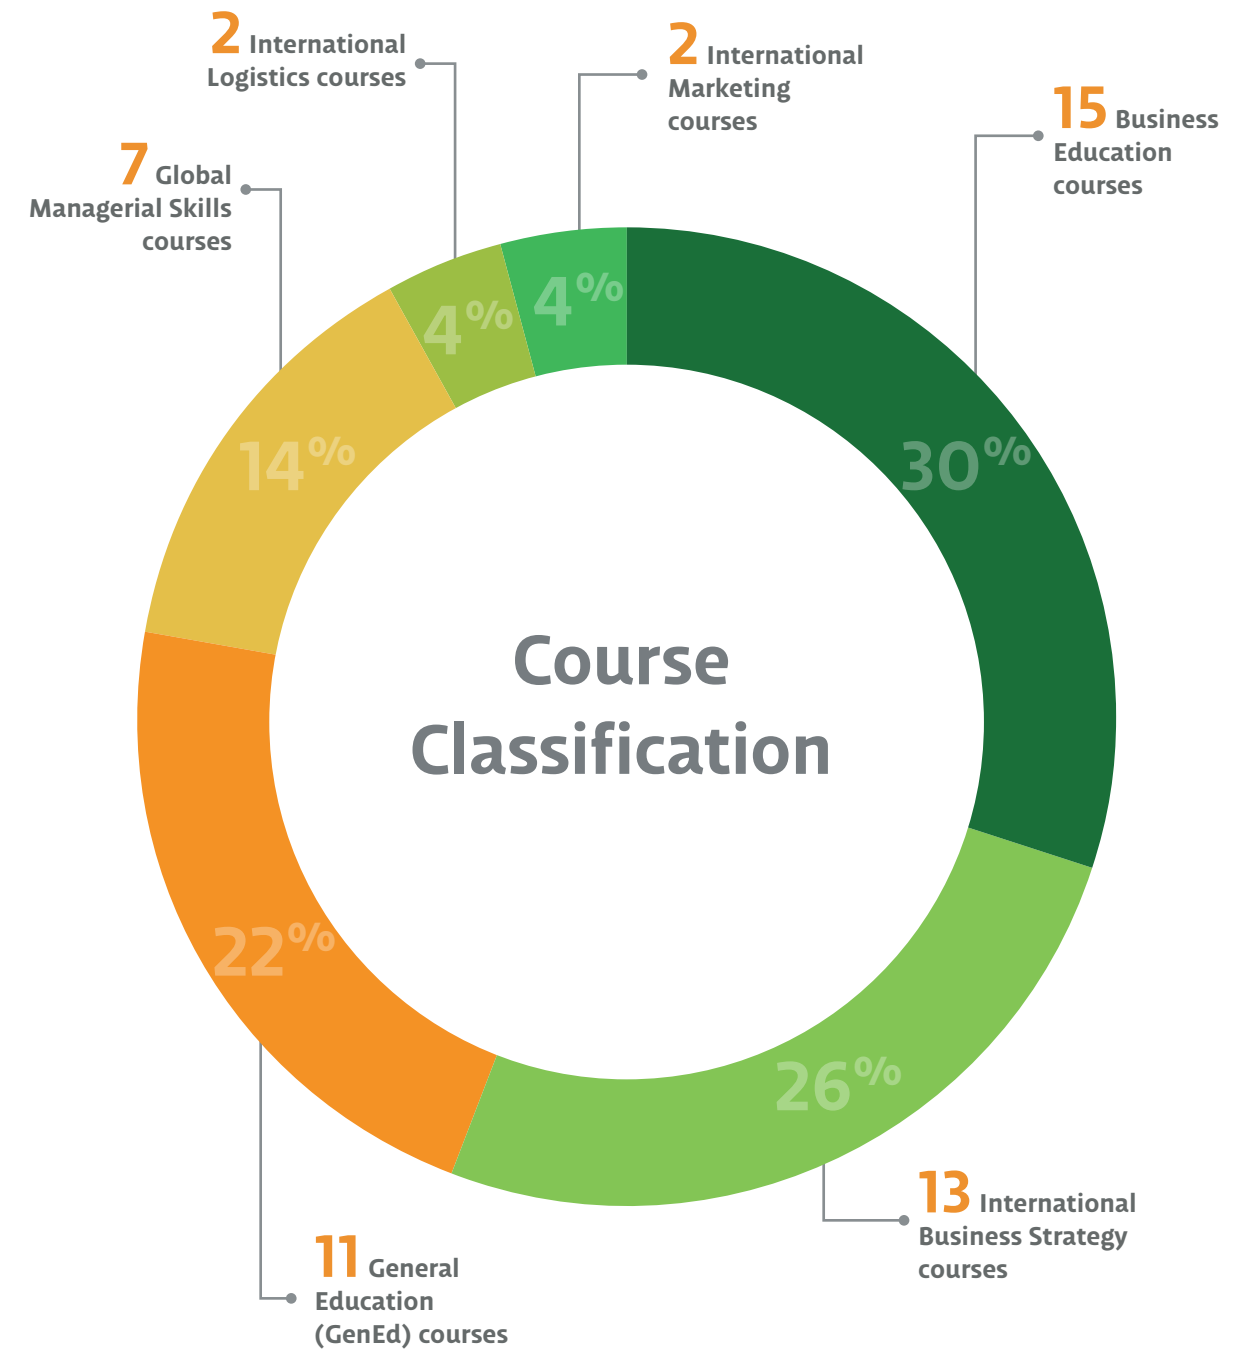 2 International
Logistics courses
2 International
Marketing
courses
15 Business
Education
courses
7 Global
Managerial Skills
courses
4%
4%
30%
14%
Course
Classification
22%
26%
13 International
Business Strategy
courses
11 General
Education
(GenEd) courses